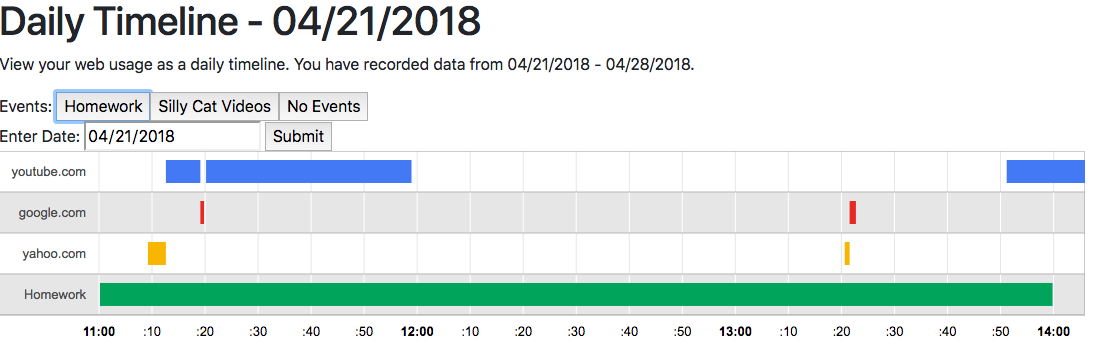 Daily Timeline - 04/21/2018
View your web usage as a daily timeline. You have recorded data from 04/21/2018 - 04/28/2018.
Events: Homework Silly Cat Videos No Events
Enter Date: 04/21/2018 Submit
youtube.com
google.com
yahoo.com
Homework
11:00 :10 :20 :30 :40 :50 12:00 :10 :20 :30 :40 :50 13:00 :10 :20 :30 :40 :50 14:00